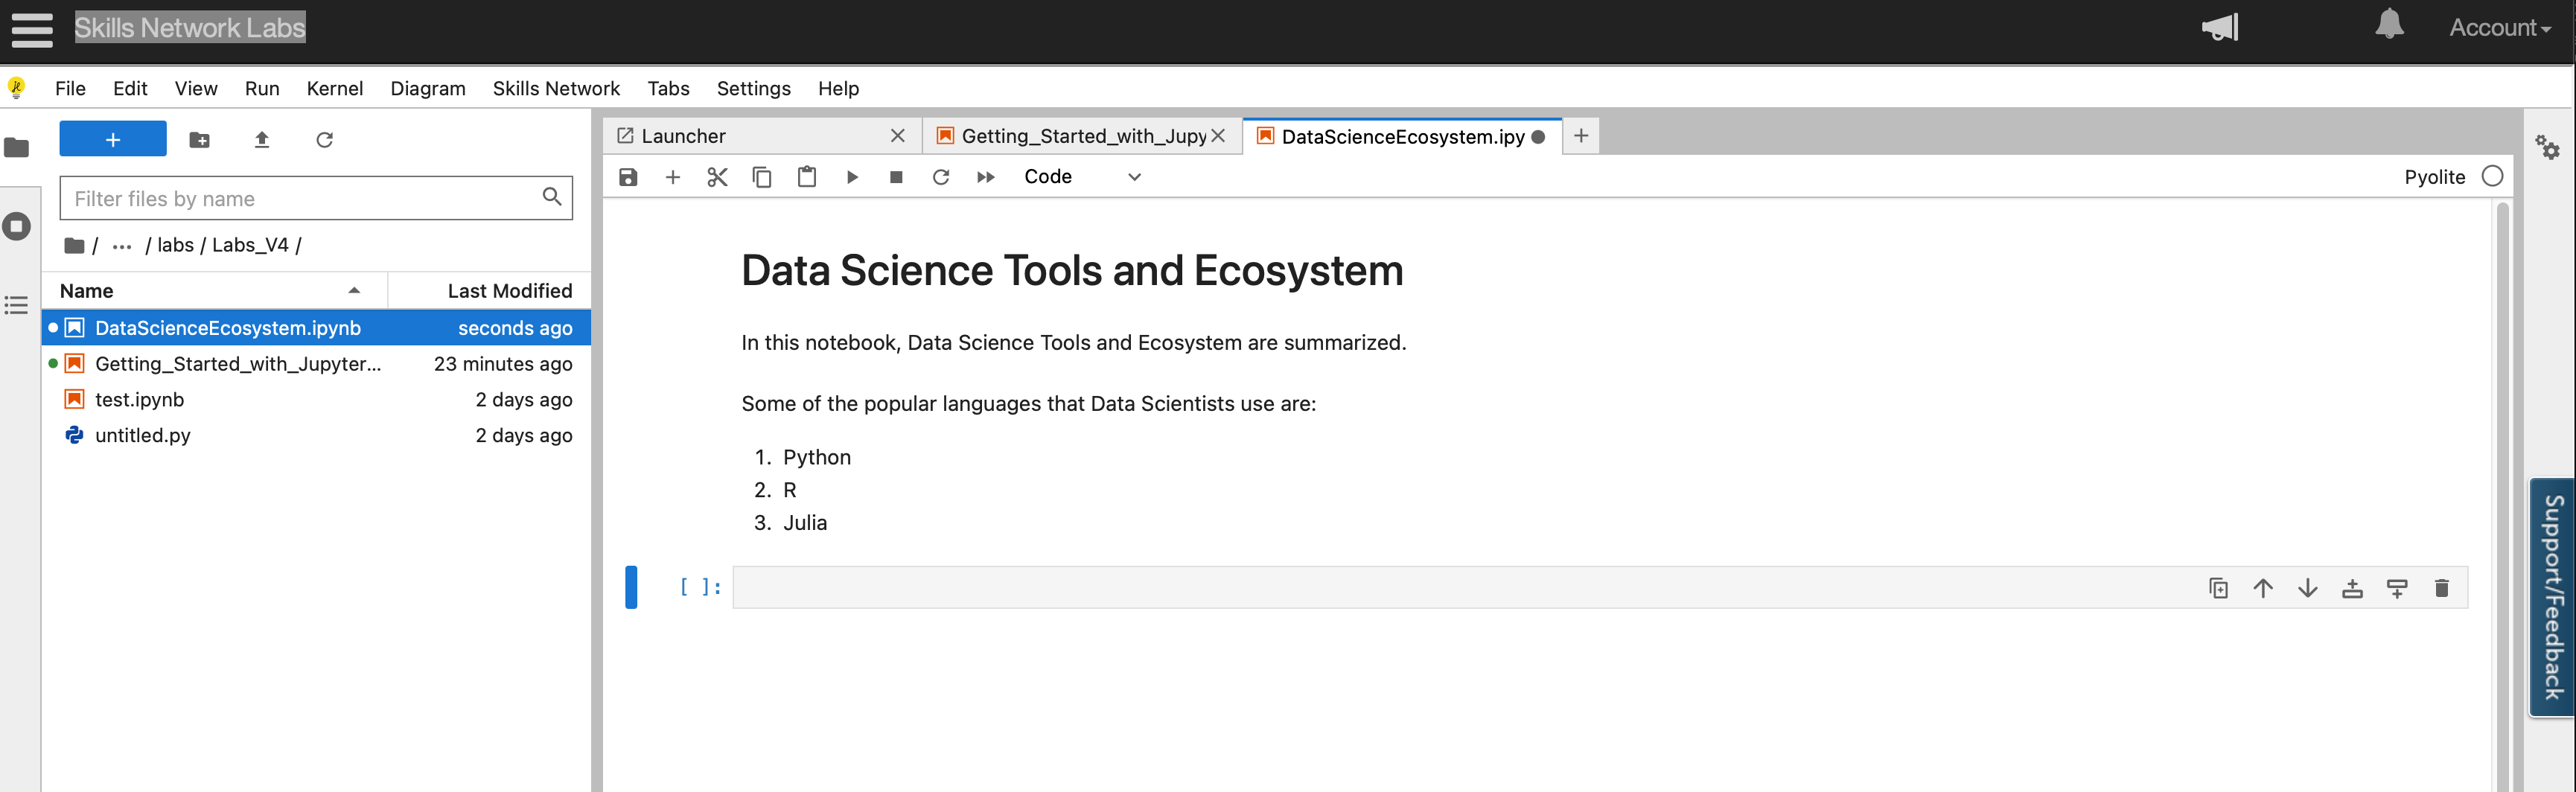 Skills Network Labs
Account
File Edit View Run Kernel Diagram Skills Network Tabs Settings Help
Launcher
Getting_Started_with_Jupy
DataScienceEcosystem.ipy
Filter files by name
Code
Pyolite
/ ... / labs / Labs_V4 /
Name Last Modified
DataScienceEcosystem.ipynb seconds ago
Getting_Started_with_Jupyter... 23 minutes ago
test.ipynb 2 days ago
untitled.py 2 days ago
Data Science Tools and Ecosystem
In this notebook, Data Science Tools and Ecosystem are summarized.
Some of the popular languages that Data Scientists use are:
1. Python
2. R
3. Julia
[ ]:
Support/Feedback